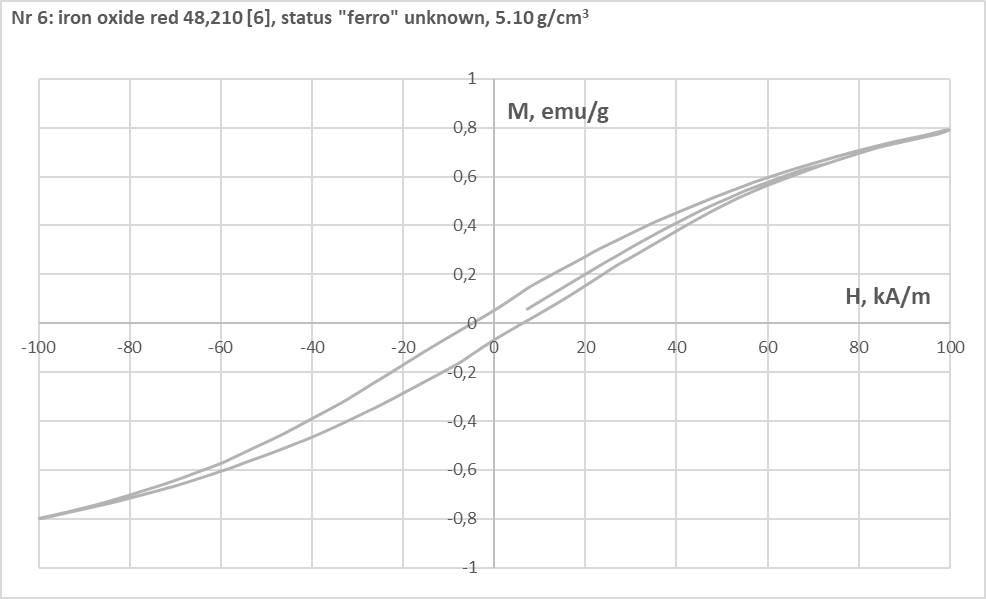 Nr 6: iron oxide red 48,210 [6], status "ferro" unknown, 5.10 g/cm³
1
M, emu/g
0,8
0,6
0,4
0,2
H, kA/m
0
-100 -80 -60 -40 -20 0 20 40 60 80 100
-0,2
-0,4
-0,6
-0,8
-1